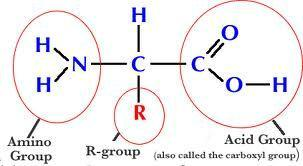 H
O
H
N
C
C
H
O
H
R
Amino
Group
R-group
Acid Group
(also called the carboxyl group)